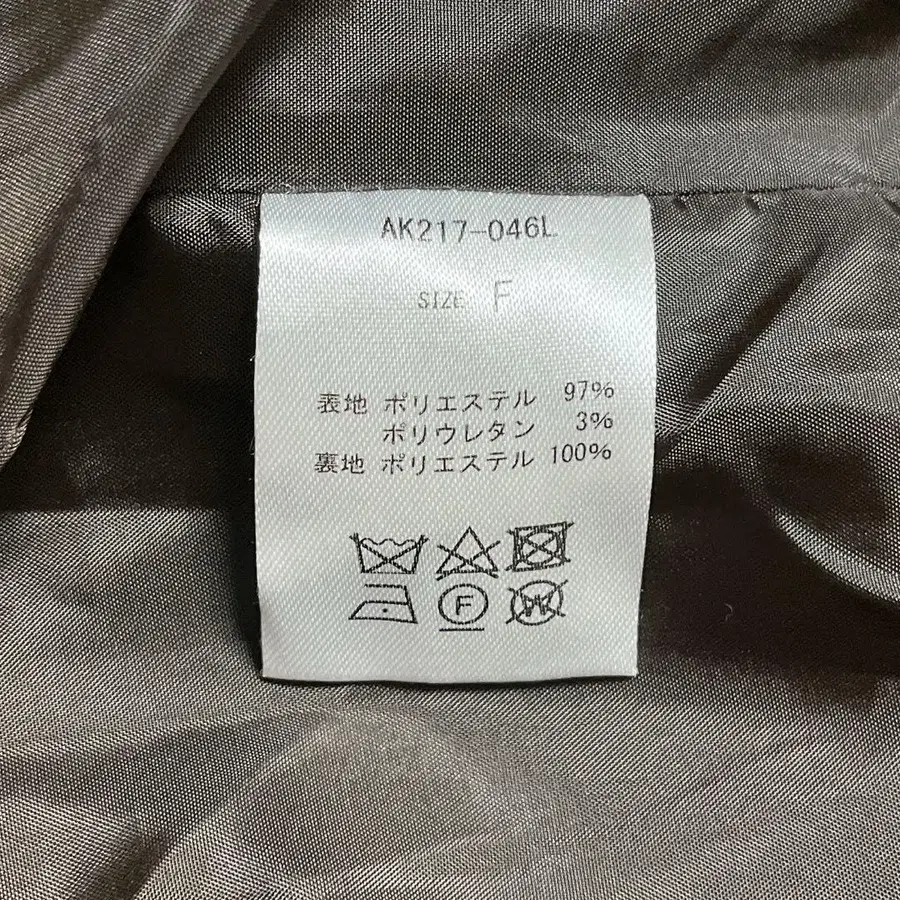 AK217-046L
SIZE F
表地 ポリエステル 97%
ポリウレタン 3%
裏地 ポリエステル 100%
F W